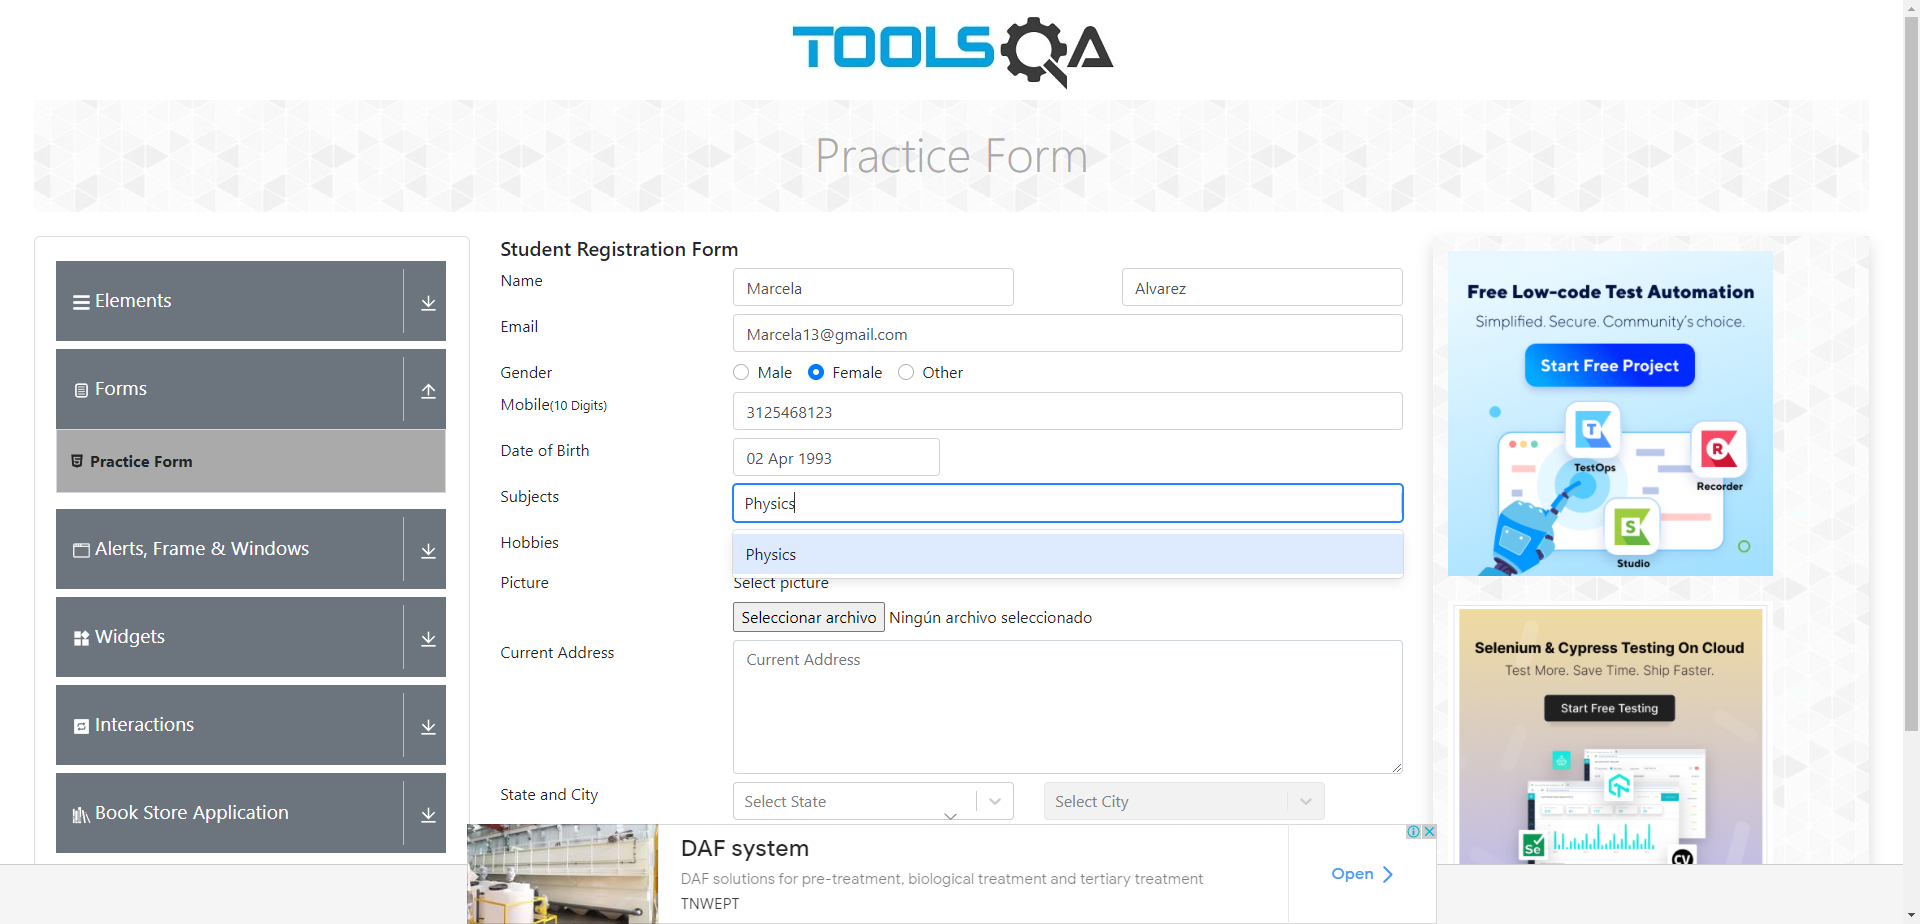 TOOLSQA
Practice Form
Elements
Forms
Practice Form
Alerts, Frame & Windows
Widgets
Interactions
Book Store Application
Student Registration Form
Name
Marcela
Alvarez
Email
Marcela13@gmail.com
Gender
Male
Female
Other
Mobile(10 Digits)
3125468123
Date of Birth
02 Apr 1993
Subjects
Physics
Physics
Hobbies
Picture
Select picture
Seleccionar archivo
Ningún archivo seleccionado
Current Address
Current Address
State and City
Select State
Select City
Free Low-code Test Automation
Simplified. Secure. Community's choice.
Start Free Project
T
TestOps
R
Recorder
S
Studio
Selenium & Cypress Testing On Cloud
Test More. Save Time. Ship Faster.
Start Free Testing
Se
CV
DAF system
DAF solutions for pre-treatment, biological treatment and tertiary treatment
TNWEPT
Open